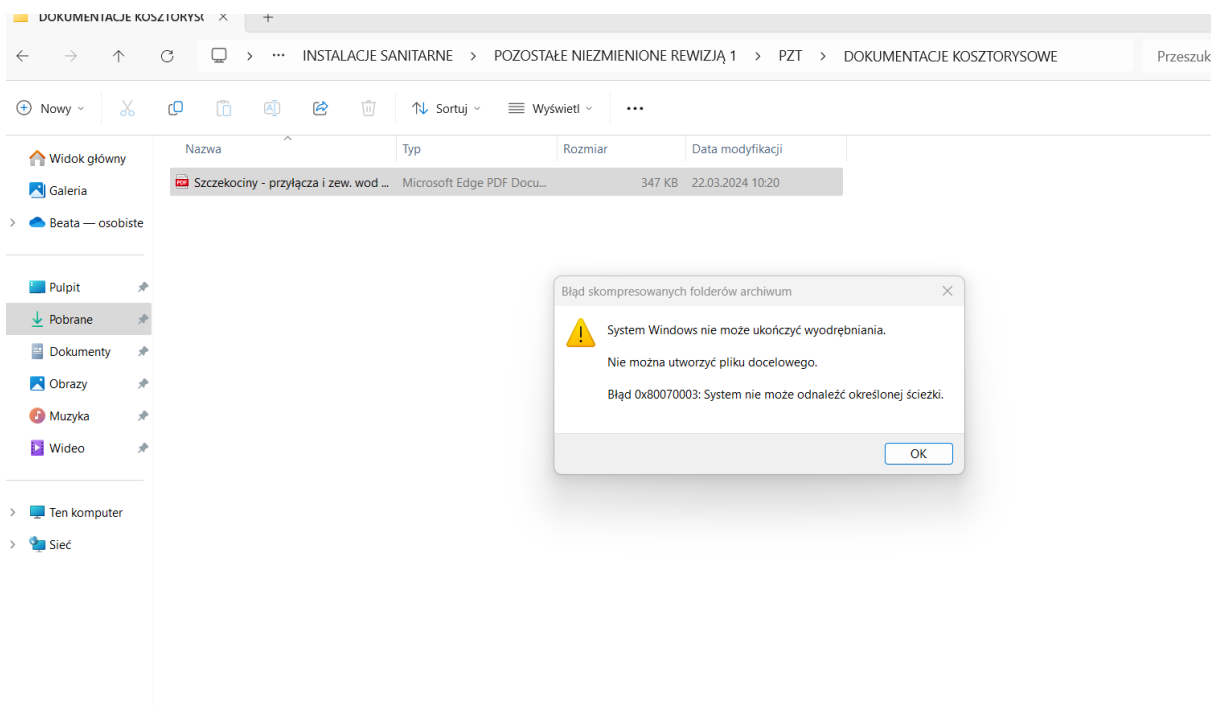 DOKUMENTACJE KOSZTORYS
INSTALACJE SANITARNE > POZOSTAŁE NIEZMIENIONE REWIZJĄ 1 > PZT > DOKUMENTACJE KOSZTORYSOWE Przeszuk
Nowy Sortuj Wyświetl
Widok główny
Galeria
Beata — osobiste
Pulpit
Pobrane
Dokumenty
Obrazy
Muzyka
Wideo
Ten komputer
Sieć
Nazwa Typ Rozmiar Data modyfikacji
PDF Szczekociny - przyłącza i zew. wod ... Microsoft Edge PDF Docu... 347 KB 22.03.2024 10:20
Błąd skompresowanych folderów archiwum
System Windows nie może ukończyć wyodrębniania.
Nie można utworzyć pliku docelowego.
Błąd 0x80070003: System nie może odnaleźć określonej ścieżki.
OK